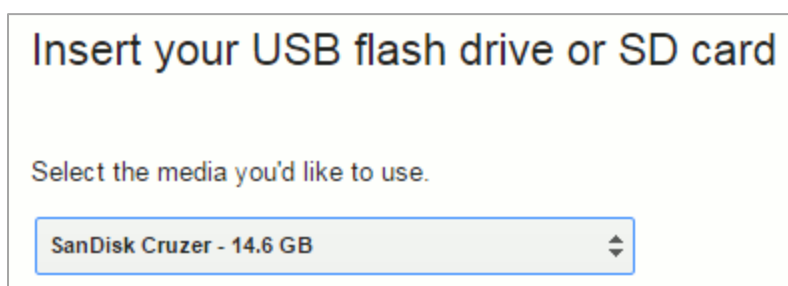 Insert your USB flash drive or SD card
Select the media you'd like to use.
SanDisk Cruzer - 14.6 GB